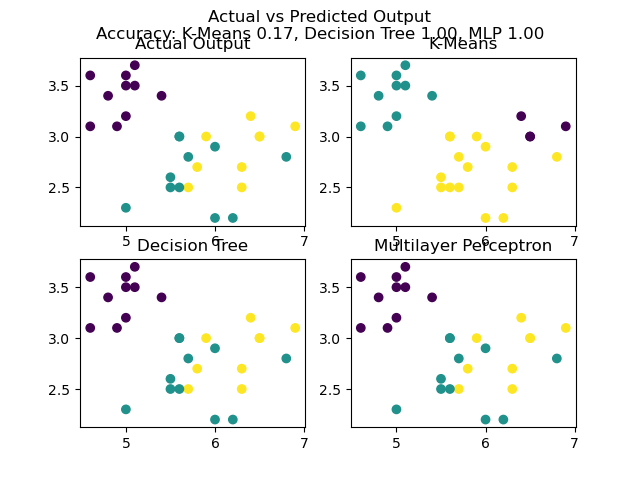 Actual vs Predicted Output
Accuracy: K-Means 0.17, Decision Tree 1.00, MLP 1.00
Actual Output
K-Means
3.5
3.0
2.5
5 6 7
3.5
3.0
2.5
5 6 7
Decision Tree
Multilayer Perceptron
3.5
3.0
2.5
5 6 7
3.5
3.0
2.5
5 6 7